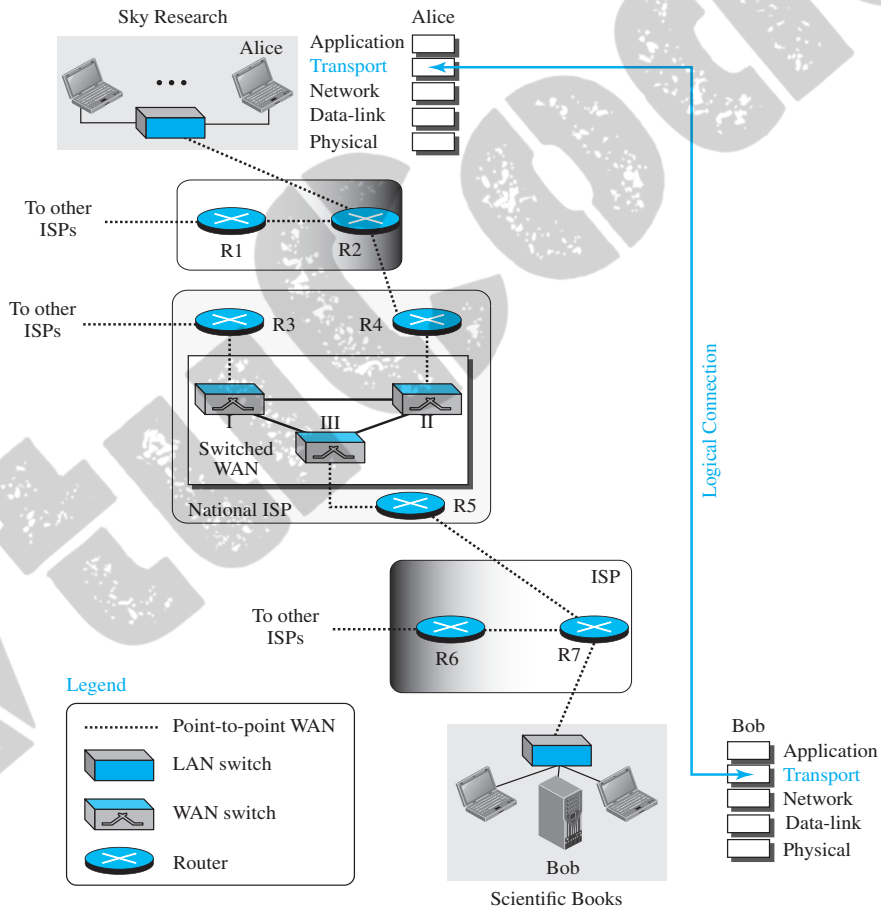 Sky Research
Alice
Alice
Application
Transport
Network
Data-link
Physical
To other
ISPs
R1
R2
To other
ISPs
R3
R4
I
III
II
Switched
WAN
National ISP
R5
Logical Connection
ISP
To other
ISPs
R6
R7
Legend
Point-to-point WAN
LAN switch
WAN switch
Router
Bob
Scientific Books
Bob
Application
Transport
Network
Data-link
Physical